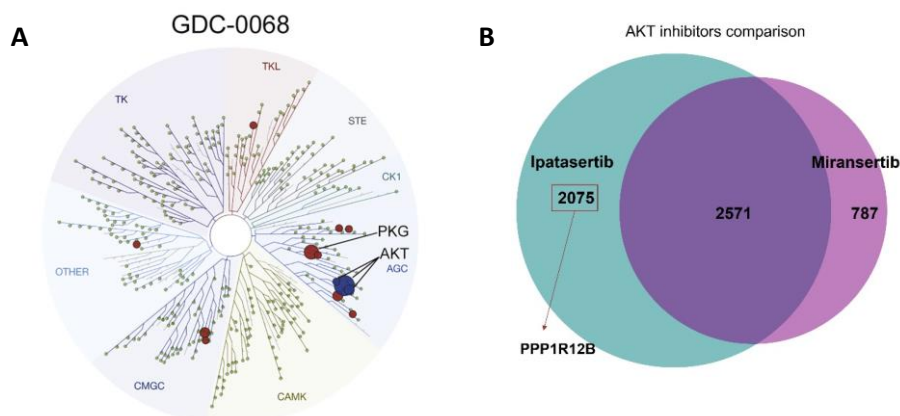 A
GDC-0068
TK
TKL
STE
CK1
PKG
AKT
AGC
OTHER
CMGC
CAMK
B
AKT inhibitors comparison
Ipatasertib
Miransertib
2075
2571
787
PPP1R12B